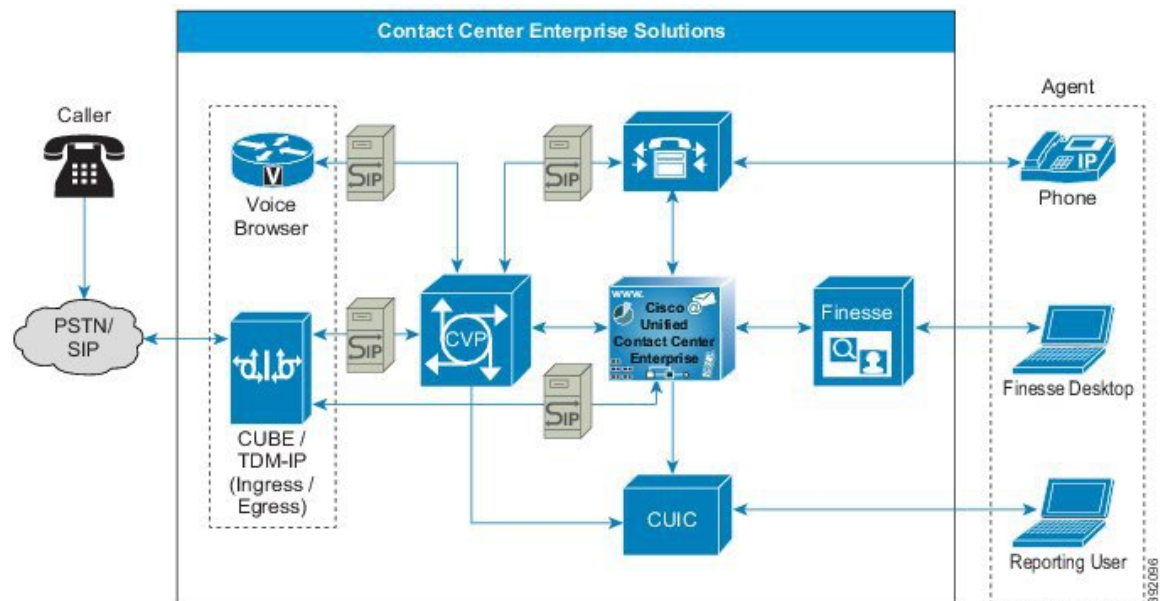 Contact Center Enterprise Solutions
Caller
Agent
SIP
SIP
V
Voice
Browser
IP
Phone
PSTN/
SIP
SIP
CVP
www.
@
Cisco
Unified
Contact Center
Enterprise
Finesse
SIP
Finesse Desktop
CUBE /
TDM-IP
(Ingress /
Egress)
CUIC
Reporting User
392096